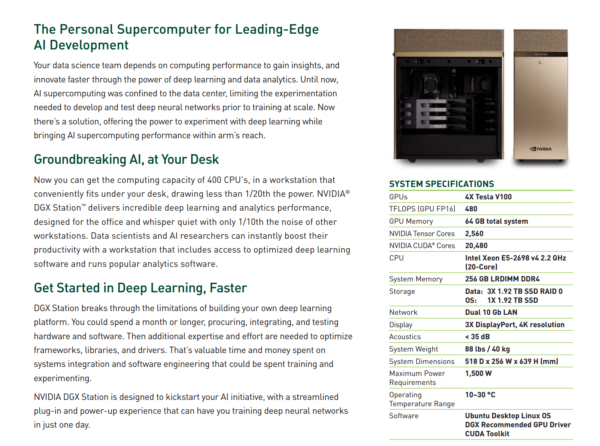 The Personal Supercomputer for Leading-Edge
AI Development
Your data science team depends on computing performance to gain insights, and
innovate faster through the power of deep learning and data analytics. Until now,
AI supercomputing was confined to the data center, limiting the experimentation
needed to develop and test deep neural networks prior to training at scale. Now
there's a solution, offering the power to experiment with deep learning while
bringing AI supercomputing performance within arm's reach.
Groundbreaking AI, at Your Desk
Now you can get the computing capacity of 400 CPU's, in a workstation that
conveniently fits under your desk, drawing less than 1/20th the power. NVIDIA®
DGX Station™ delivers incredible deep learning and analytics performance,
designed for the office and whisper quiet with only 1/10th the noise of other
workstations. Data scientists and AI researchers can instantly boost their
productivity with a workstation that includes access to optimized deep learning
software and runs popular analytics software.
Get Started in Deep Learning, Faster
DGX Station breaks through the limitations of building your own deep learning
platform. You could spend a month or longer, procuring, integrating, and testing
hardware and software. Then additional expertise and effort are needed to optimize
frameworks, libraries, and drivers. That's valuable time and money spent on
systems integration and software engineering that could be spent training and
experimenting.
NVIDIA DGX Station is designed to kickstart your AI initiative, with a streamlined
plug-in and power-up experience that can have you training deep neural networks
in just one day.
NVIDIA
SYSTEM SPECIFICATIONS
GPUs 4X Tesla V100
TFLOPS (GPU FP16) 480
GPU Memory 64 GB total system
NVIDIA Tensor Cores 2,560
NVIDIA CUDA® Cores 20,480
CPU Intel Xeon E5-2698 v4 2.2 GHz
(20-Core)
System Memory 256 GB LRDIMM DDR4
Storage Data: 3X 1.92 TB SSD RAID 0
OS: 1X 1.92 TB SSD
Network Dual 10 Gb LAN
Display 3X DisplayPort, 4K resolution
Acoustics < 35 dB
System Weight 88 lbs / 40 kg
System Dimensions 518 D x 256 W x 639 H (mm)
Maximum Power 1,500 W
Requirements
Operating 10–30 °C
Temperature Range
Software Ubuntu Desktop Linux OS
DGX Recommended GPU Driver
CUDA Toolkit